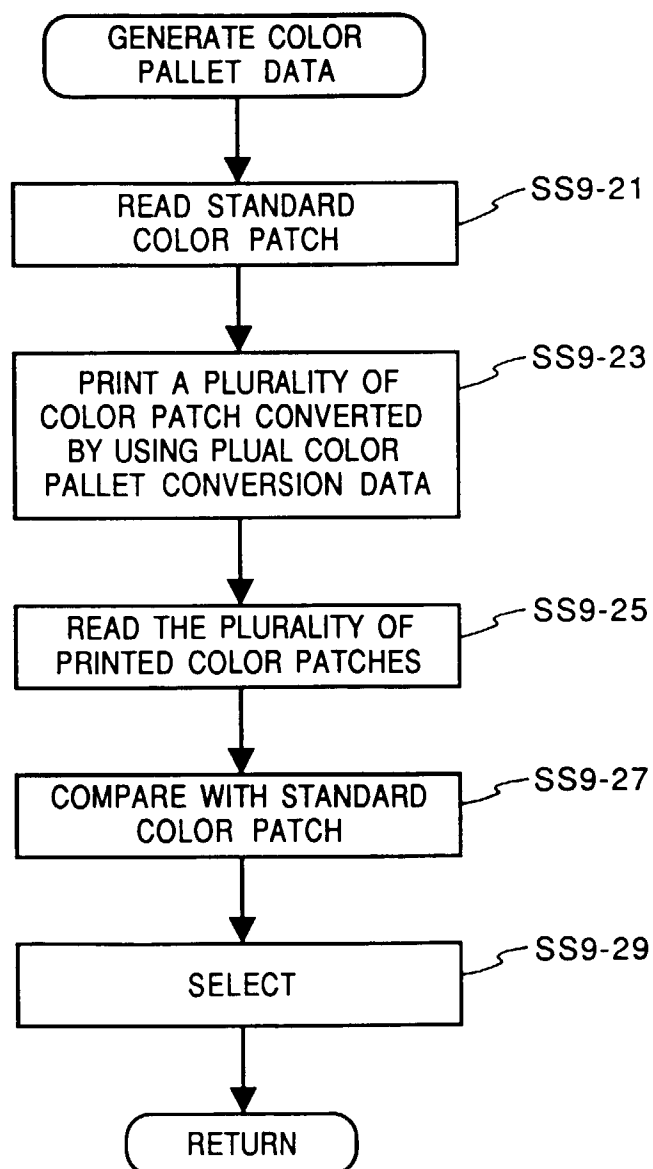 GENERATE COLOR
PALLET DATA
READ STANDARD
COLOR PATCH
SS9-21
PRINT A PLURALITY OF
COLOR PATCH CONVERTED
BY USING PLUAL COLOR
PALLET CONVERSION DATA
SS9-23
READ THE PLURALITY OF
PRINTED COLOR PATCHES
SS9-25
COMPARE WITH STANDARD
COLOR PATCH
SS9-27
SELECT
SS9-29
RETURN